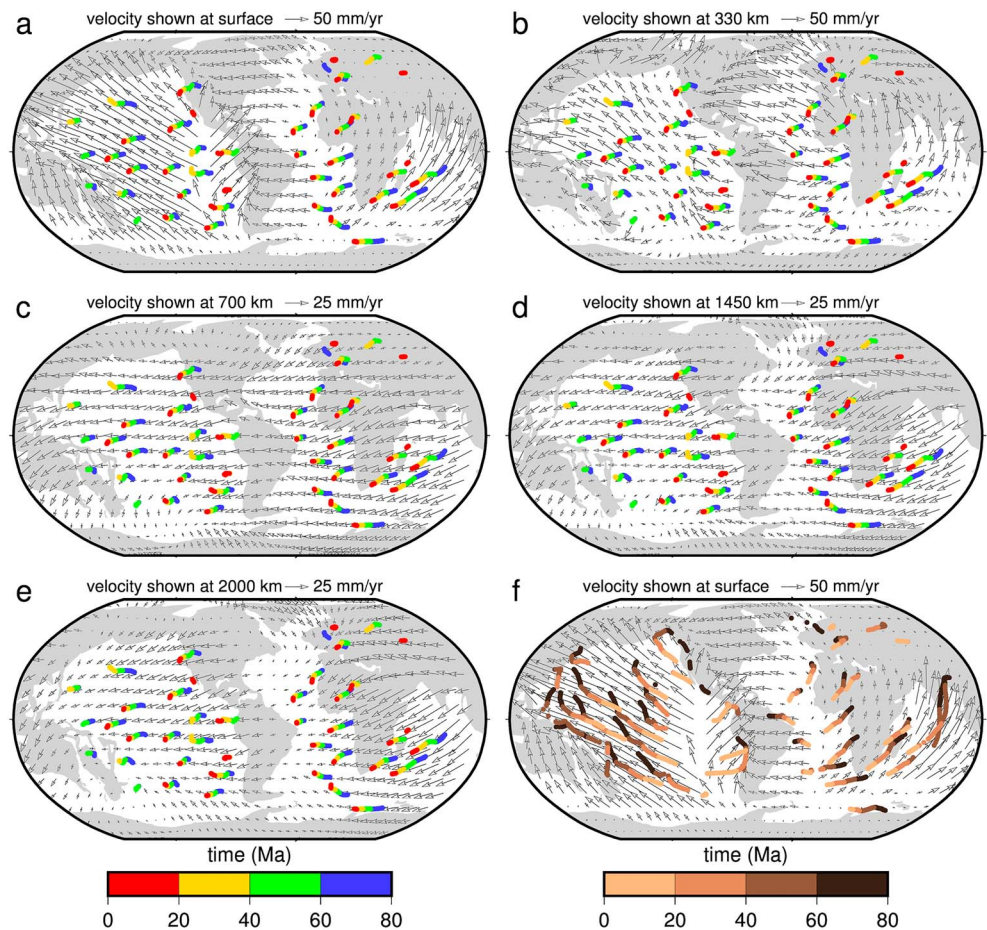 a velocity shown at surface 50 mm/yr
b velocity shown at 330 km 50 mm/yr
c velocity shown at 700 km 25 mm/yr
d velocity shown at 1450 km 25 mm/yr
e velocity shown at 2000 km 25 mm/yr
f velocity shown at surface 50 mm/yr
time (Ma)
0 20 40 60 80
time (Ma)
0 20 40 60 80